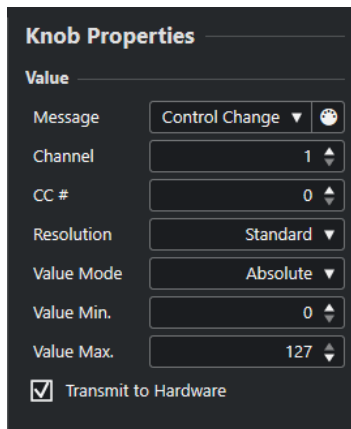 Knob Properties
Value
Message Control Change
Channel 1
CC # 0
Resolution Standard
Value Mode Absolute
Value Min. 0
Value Max. 127
Transmit to Hardware